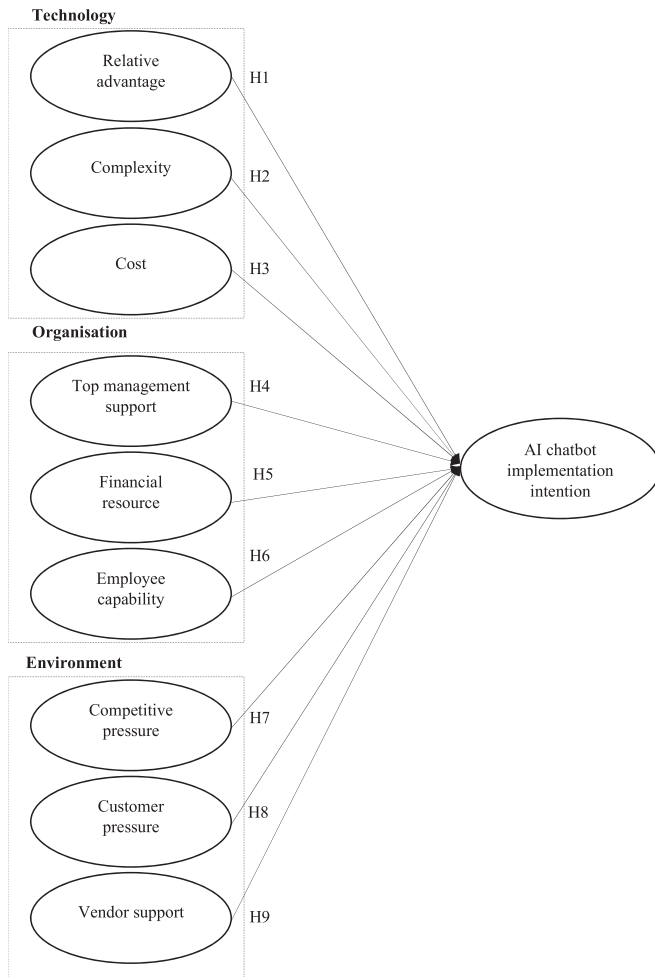 Technology
Relative
advantage
H1
Complexity
H2
Cost
H3
Organisation
Top management
support
H4
Financial
resource
H5
Employee
capability
H6
AI chatbot
implementation
intention
Environment
Competitive
pressure
H7
Customer
pressure
H8
Vendor support
H9